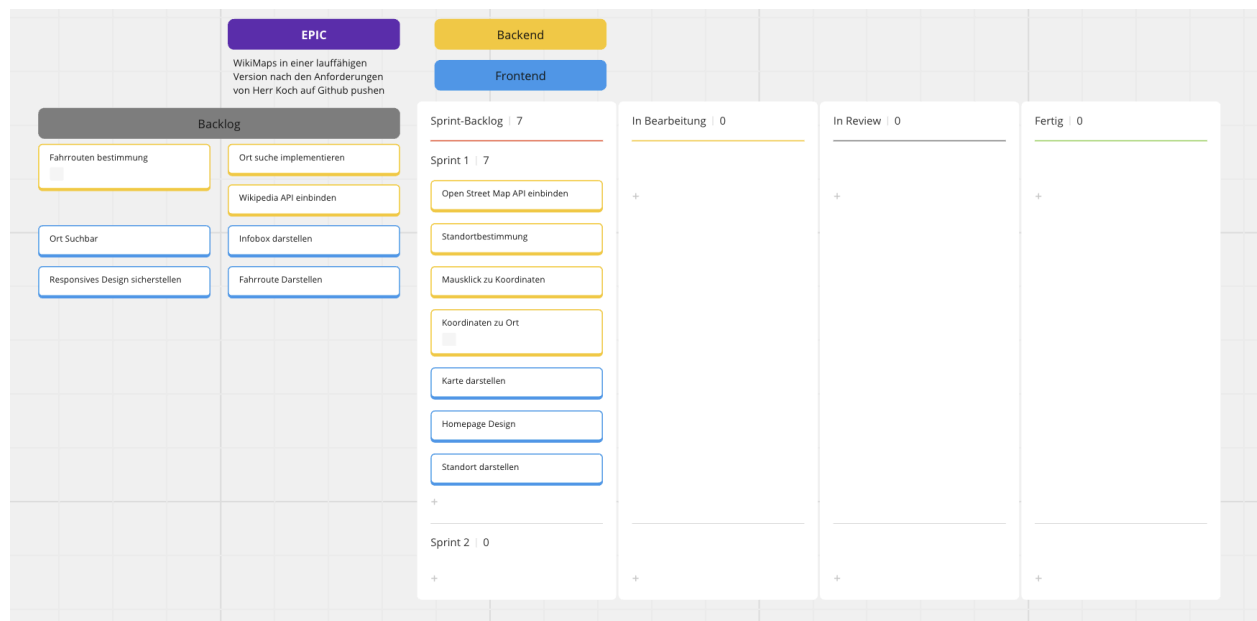 EPIC
WikiMaps in einer lauffähigen
Version nach den Anforderungen
von Herr Koch auf Github pushen
Backend
Frontend
Backlog
Fahrrouten bestimmung
Ort suche implementieren
Wikipedia API einbinden
Ort Suchbar
Infobox darstellen
Responsives Design sicherstellen
Fahrroute Darstellen
Sprint-Backlog | 7
In Bearbeitung | 0
In Review | 0
Fertig | 0
Sprint 1 | 7
Open Street Map API einbinden
Standortbestimmung
Mausklick zu Koordinaten
Koordinaten zu Ort
Karte darstellen
Homepage Design
Standort darstellen
Sprint 2 | 0